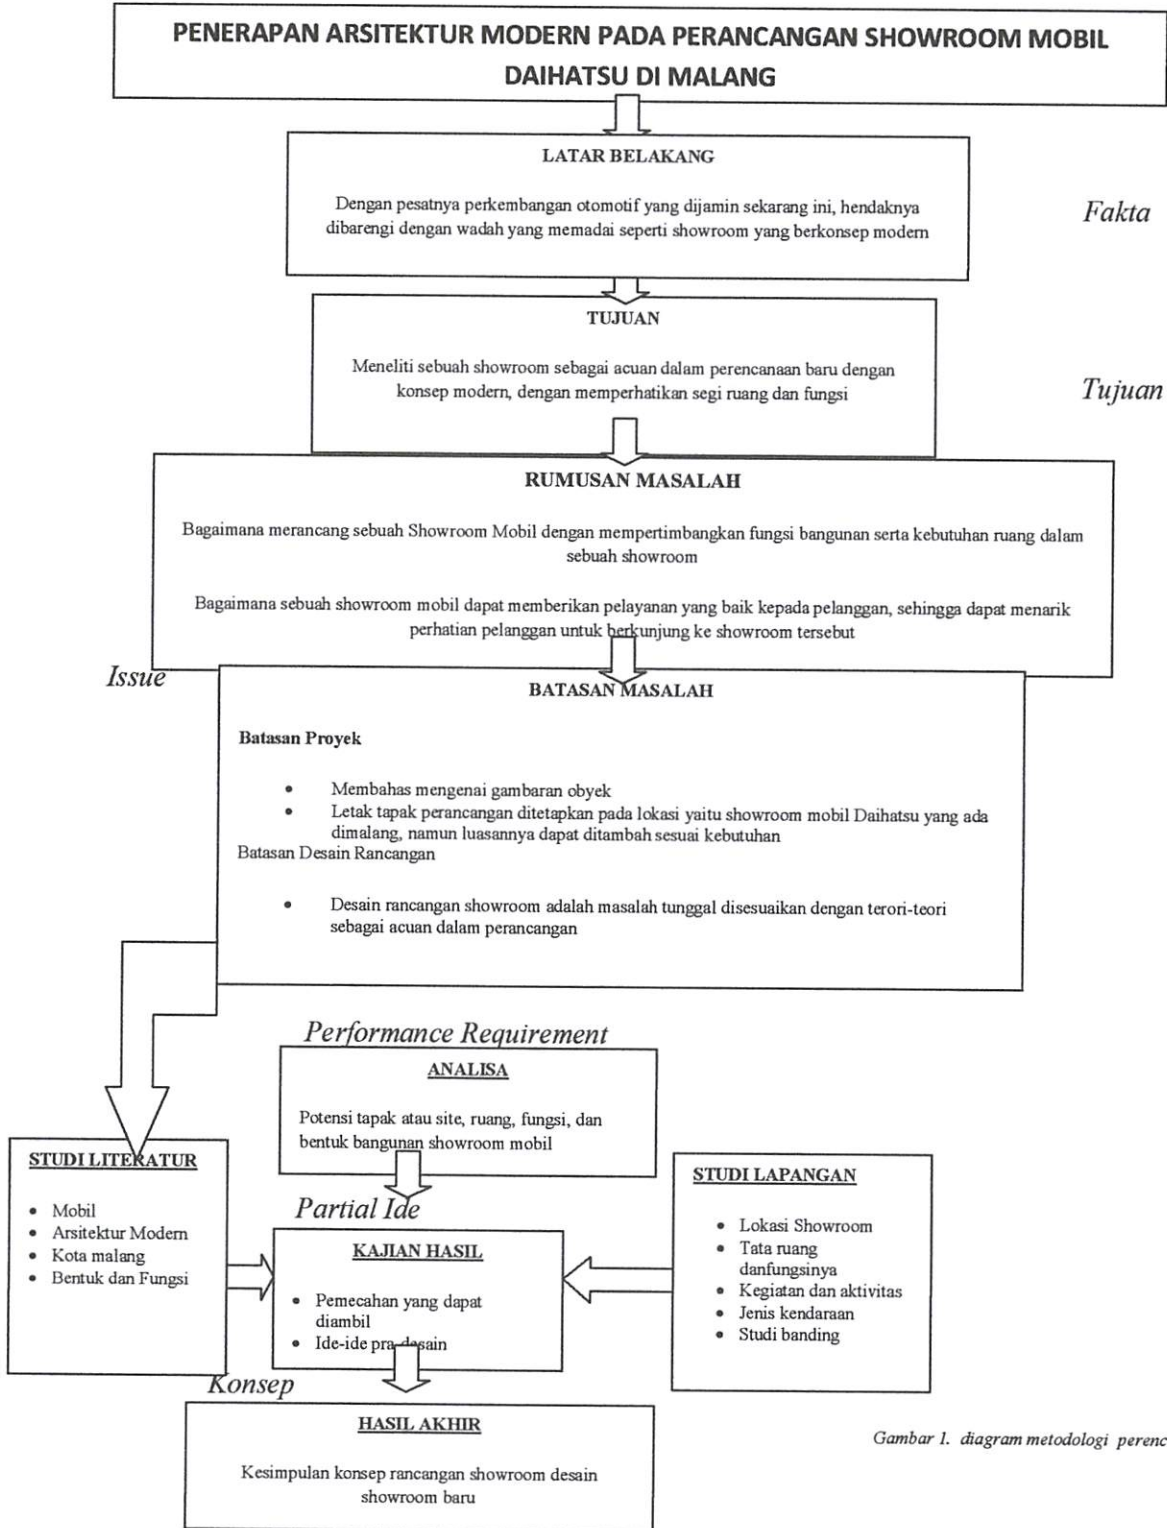 PENERAPAN ARSITEKTUR MODERN PADA PERANCANGAN SHOWROOM MOBIL
DAIHATSU DI MALANG
LATAR BELAKANG
Dengan pesatnya perkembangan otomotif yang dijamin sekarang ini, hendaknya
dibarengi dengan wadah yang memadai seperti showroom yang berkonsep modern
Fakta
TUJUAN
Meneliti sebuah showroom sebagai acuan dalam perencanaan baru dengan
konsep modern, dengan memperhatikan segi ruang dan fungsi
Tujuan
RUMUSAN MASALAH
Bagaimana merancang sebuah Showroom Mobil dengan mempertimbangkan fungsi bangunan serta kebutuhan ruang dalam
sebuah showroom
Bagaimana sebuah showroom mobil dapat memberikan pelayanan yang baik kepada pelanggan, sehingga dapat menarik
perhatian pelanggan untuk berkunjung ke showroom tersebut
Issue
BATASAN MASALAH
Batasan Proyek
• Membahas mengenai gambaran obyek
• Letak tapak perancangan ditetapkan pada lokasi yaitu showroom mobil Daihatsu yang ada
dimalang, namun luasannya dapat ditambah sesuai kebutuhan
Batasan Desain Rancangan
• Desain rancangan showroom adalah masalah tunggal disesuaikan dengan terori-teori
sebagai acuan dalam perancangan
Performance Requirement
ANALISA
Potensi tapak atau site, ruang, fungsi, dan
bentuk bangunan showroom mobil
STUDI LITERATUR
• Mobil
• Arsitektur Modern
• Kota malang
• Bentuk dan Fungsi
Partial Ide
KAJIAN HASIL
• Pemecahan yang dapat
diambil
• Ide-ide pra-desain
STUDI LAPANGAN
• Lokasi Showroom
• Tata ruang
danfungsinya
• Kegiatan dan aktivitas
• Jenis kendaraan
• Studi banding
Konsep
HASIL AKHIR
Kesimpulan konsep rancangan showroom desain
showroom baru
Gambar 1. diagram metodologi perenc